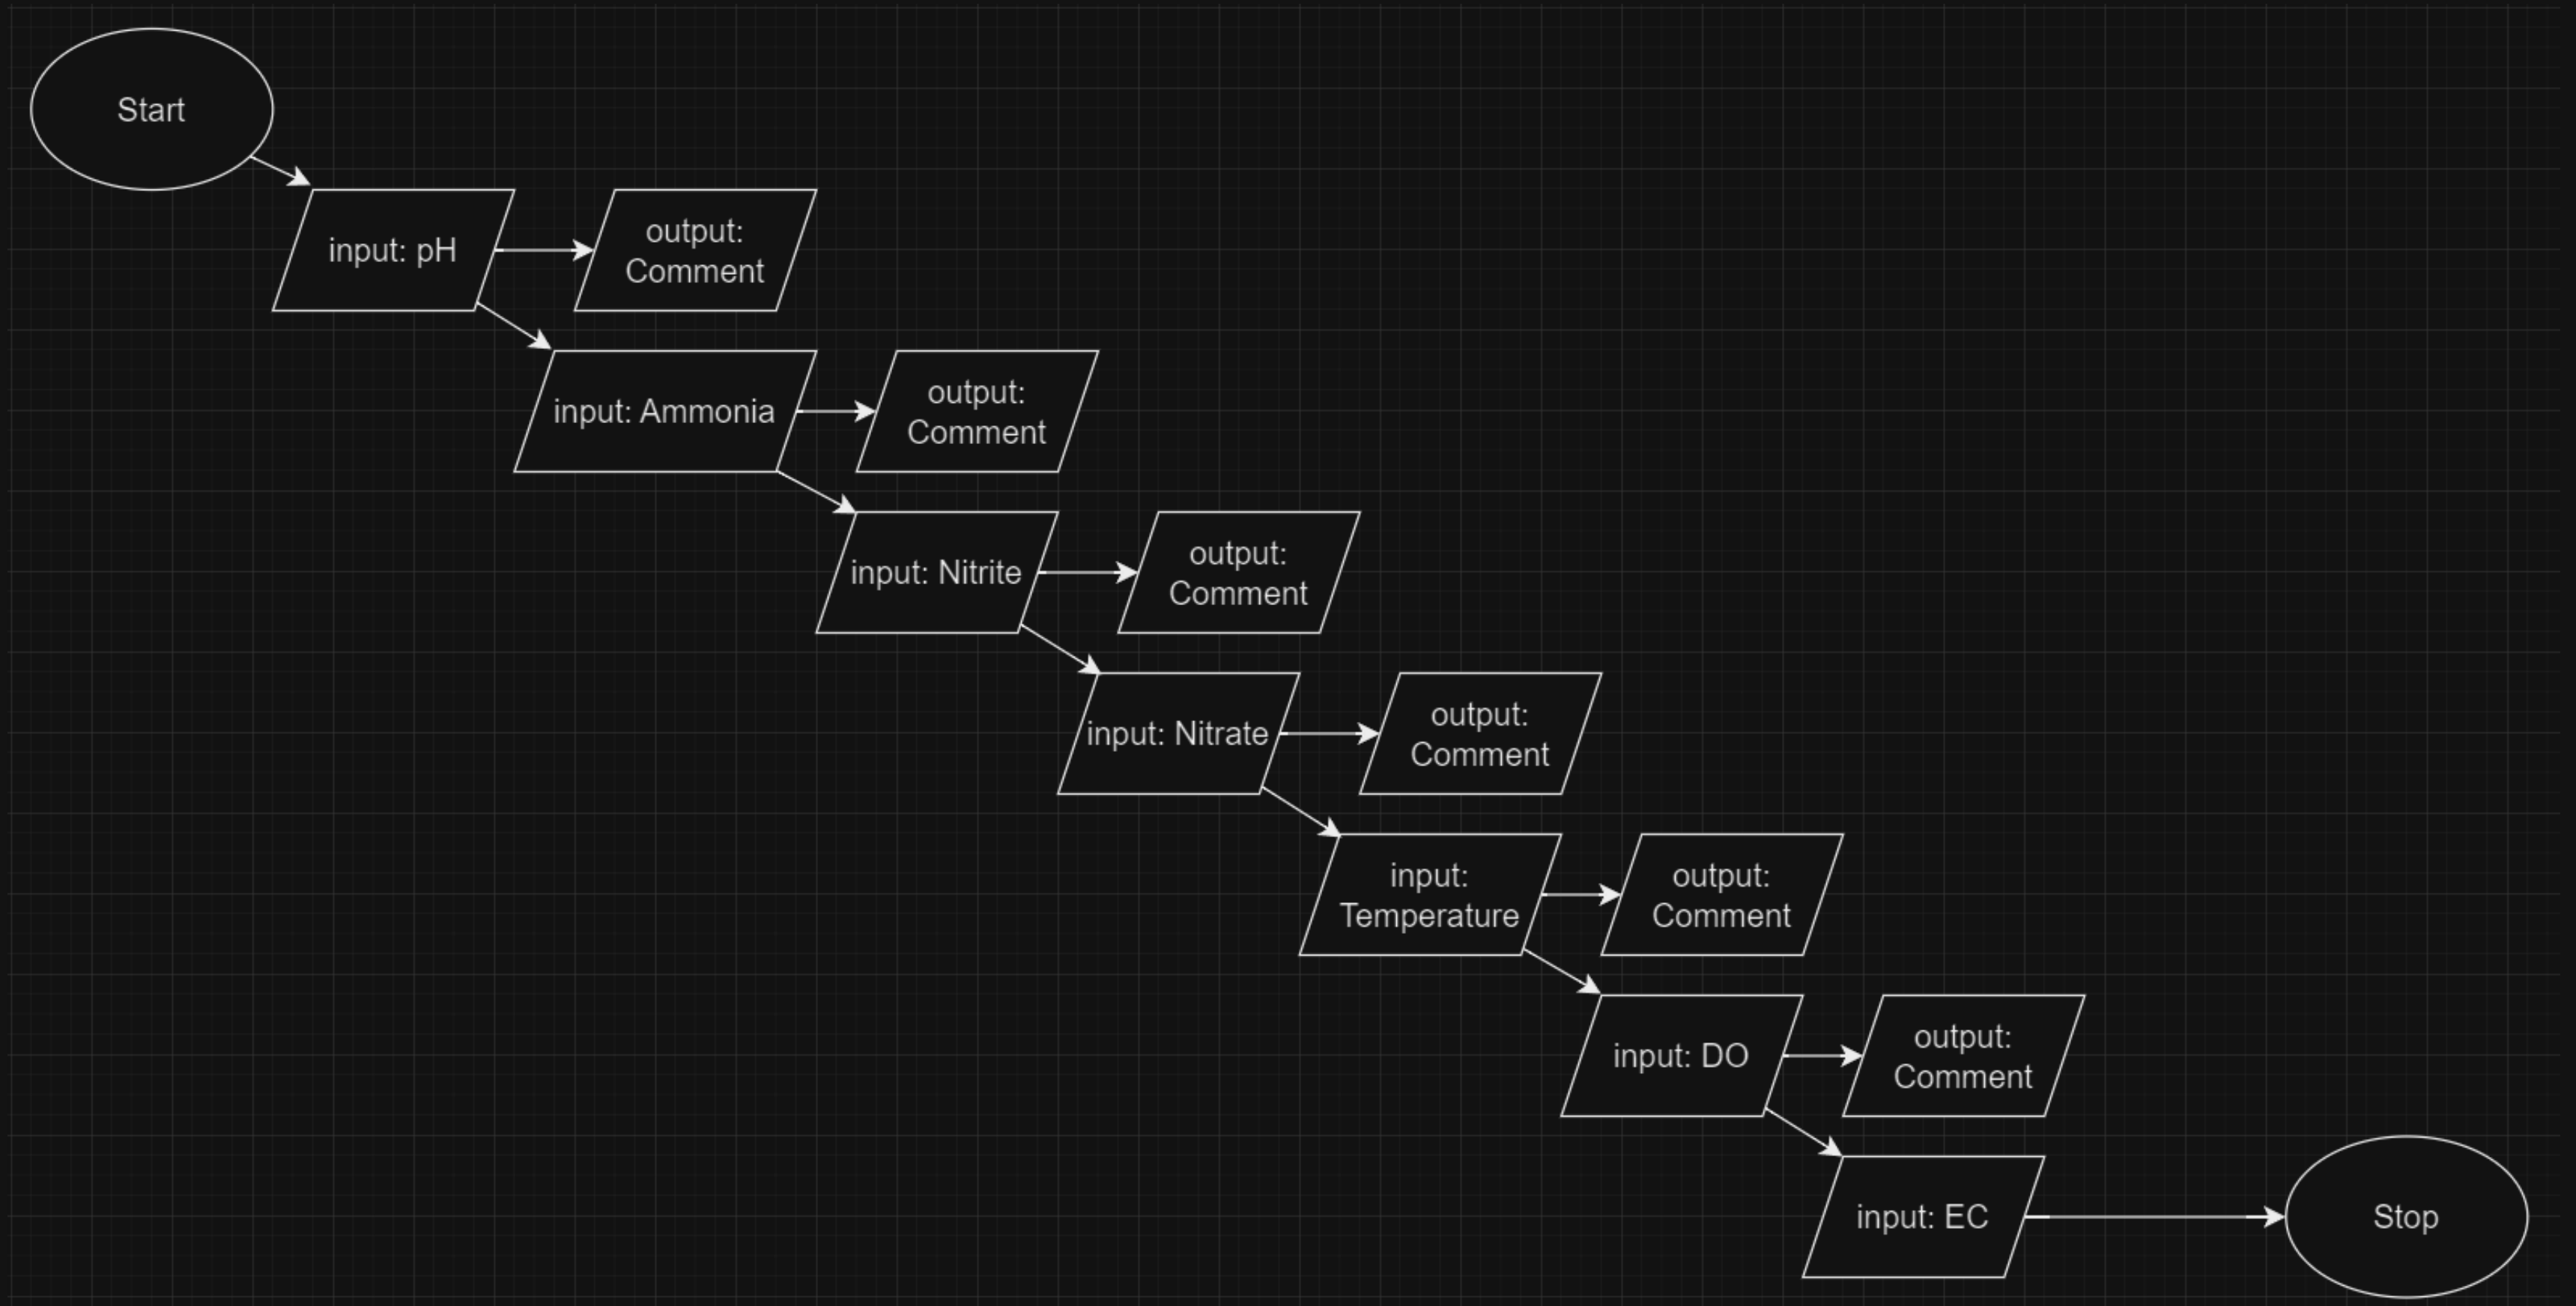 Start
input: pH
output:
Comment
input: Ammonia
output:
Comment
input: Nitrite
output:
Comment
input: Nitrate
output:
Comment
input:
Temperature
output:
Comment
input: DO
output:
Comment
input: EC
Stop